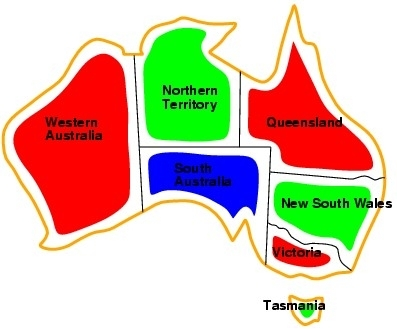 Northern
Territory
Western
Australia
Queensland
South
Australia
New South Wales
Victoria
Tasmania